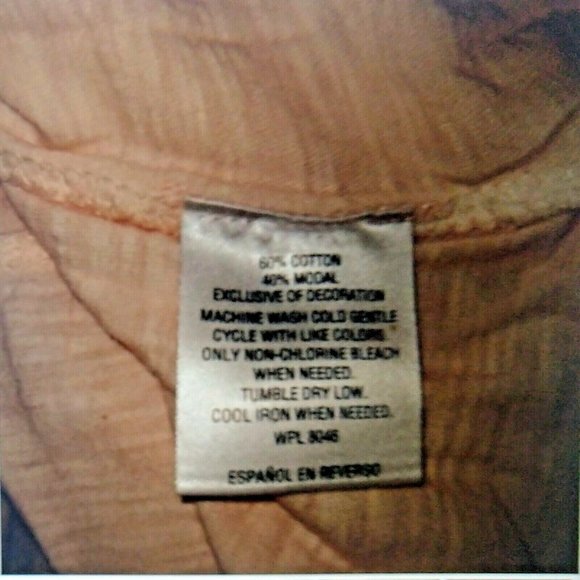 60% COTTON
40% MODAL
EXCLUSIVE OF DECORATION
MACHINE WASH COLD GENTLE
CYCLE WITH LIKE COLORS.
ONLY NON-CHLORINE BLEACH
WHEN NEEDED.
TUMBLE DRY LOW.
COOL IRON WHEN NEEDED.
WPL 8046
ESPAÑOL EN REVERSO